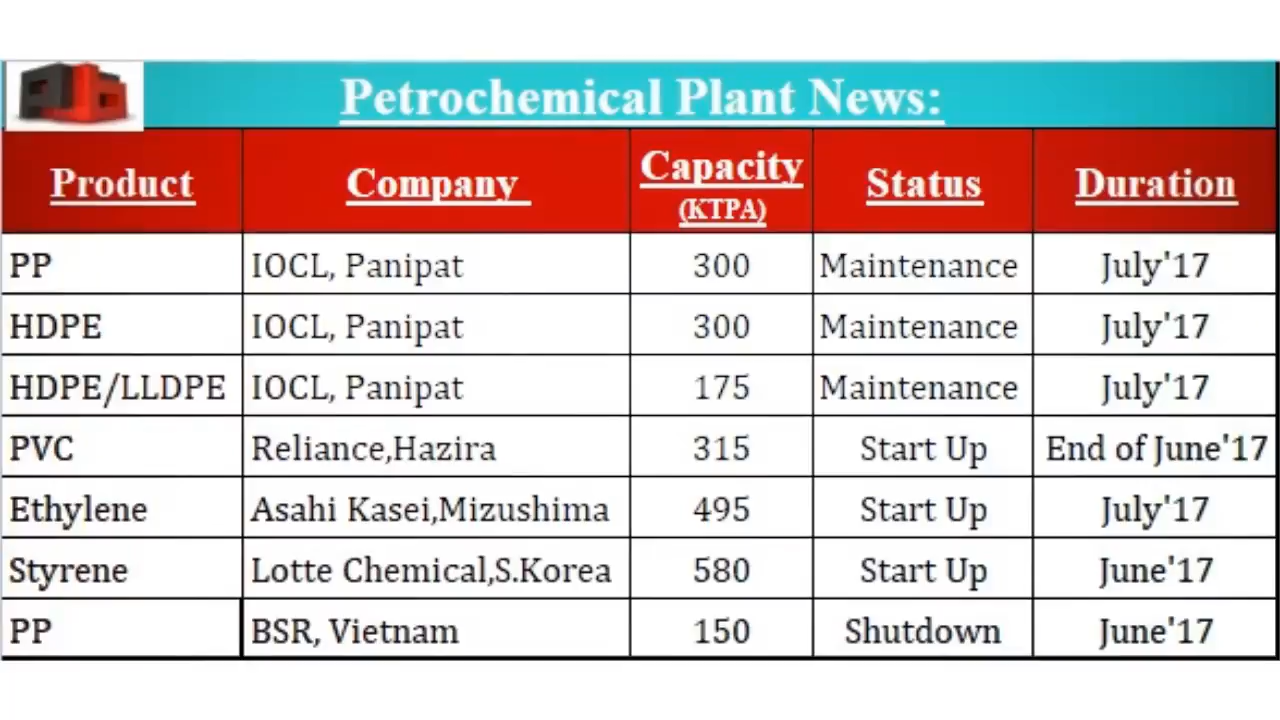 Petrochemical Plant News:
Product Company Capacity (KTPA) Status Duration
PP IOCL, Panipat 300 Maintenance July'17
HDPE IOCL, Panipat 300 Maintenance July'17
HDPE/LLDPE IOCL, Panipat 175 Maintenance July'17
PVC Reliance,Hazira 315 Start Up End of June'17
Ethylene Asahi Kasei,Mizushima 495 Start Up July'17
Styrene Lotte Chemical,S.Korea 580 Start Up June'17
PP BSR, Vietnam 150 Shutdown June'17